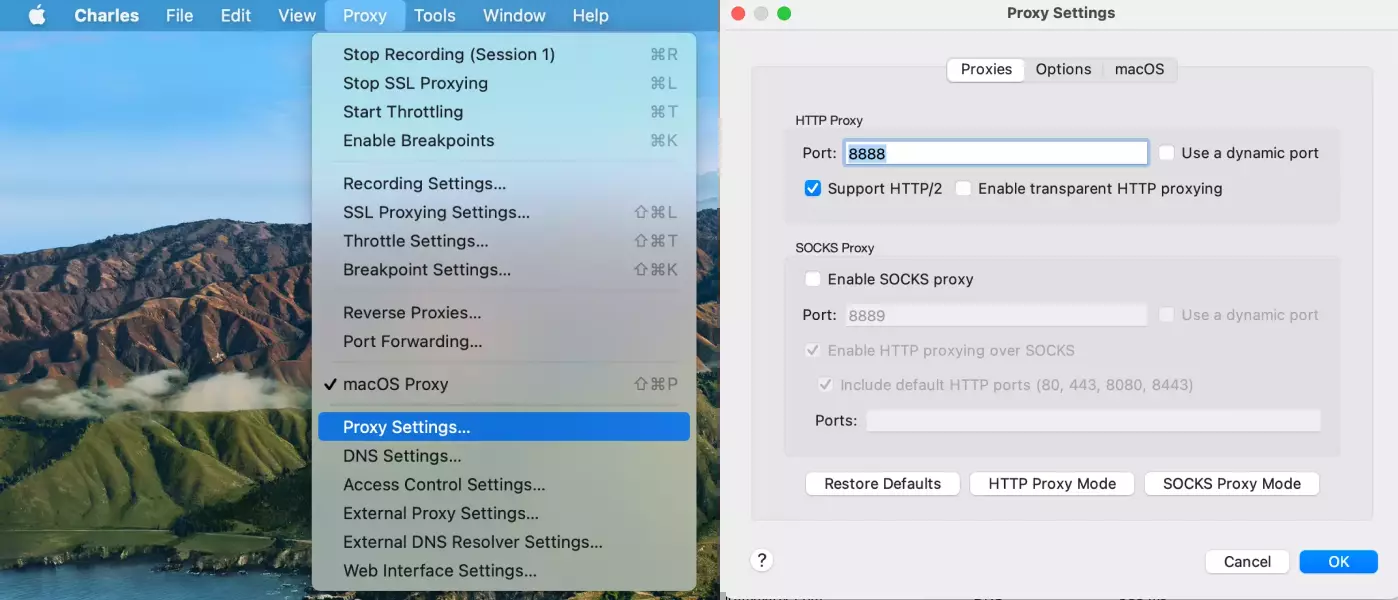 Charles File Edit View Proxy Tools Window Help
Stop Recording (Session 1) ⌘R
Stop SSL Proxying ⌘L
Start Throttling ⌘T
Enable Breakpoints ⌘K
Recording Settings...
SSL Proxying Settings... ⇧⌘L
Throttle Settings... ⇧⌘T
Breakpoint Settings... ⇧⌘K
Reverse Proxies...
Port Forwarding...
✓ macOS Proxy ⇧⌘P
Proxy Settings...
DNS Settings...
Access Control Settings...
External Proxy Settings...
External DNS Resolver Settings...
Web Interface Settings...
Proxy Settings
Proxies Options macOS
HTTP Proxy
Port: 8888 Use a dynamic port
Support HTTP/2 Enable transparent HTTP proxying
SOCKS Proxy
Enable SOCKS proxy
Port: 8889 Use a dynamic port
Enable HTTP proxying over SOCKS
Include default HTTP ports (80, 443, 8080, 8443)
Ports:
Restore Defaults HTTP Proxy Mode SOCKS Proxy Mode
? Cancel OK